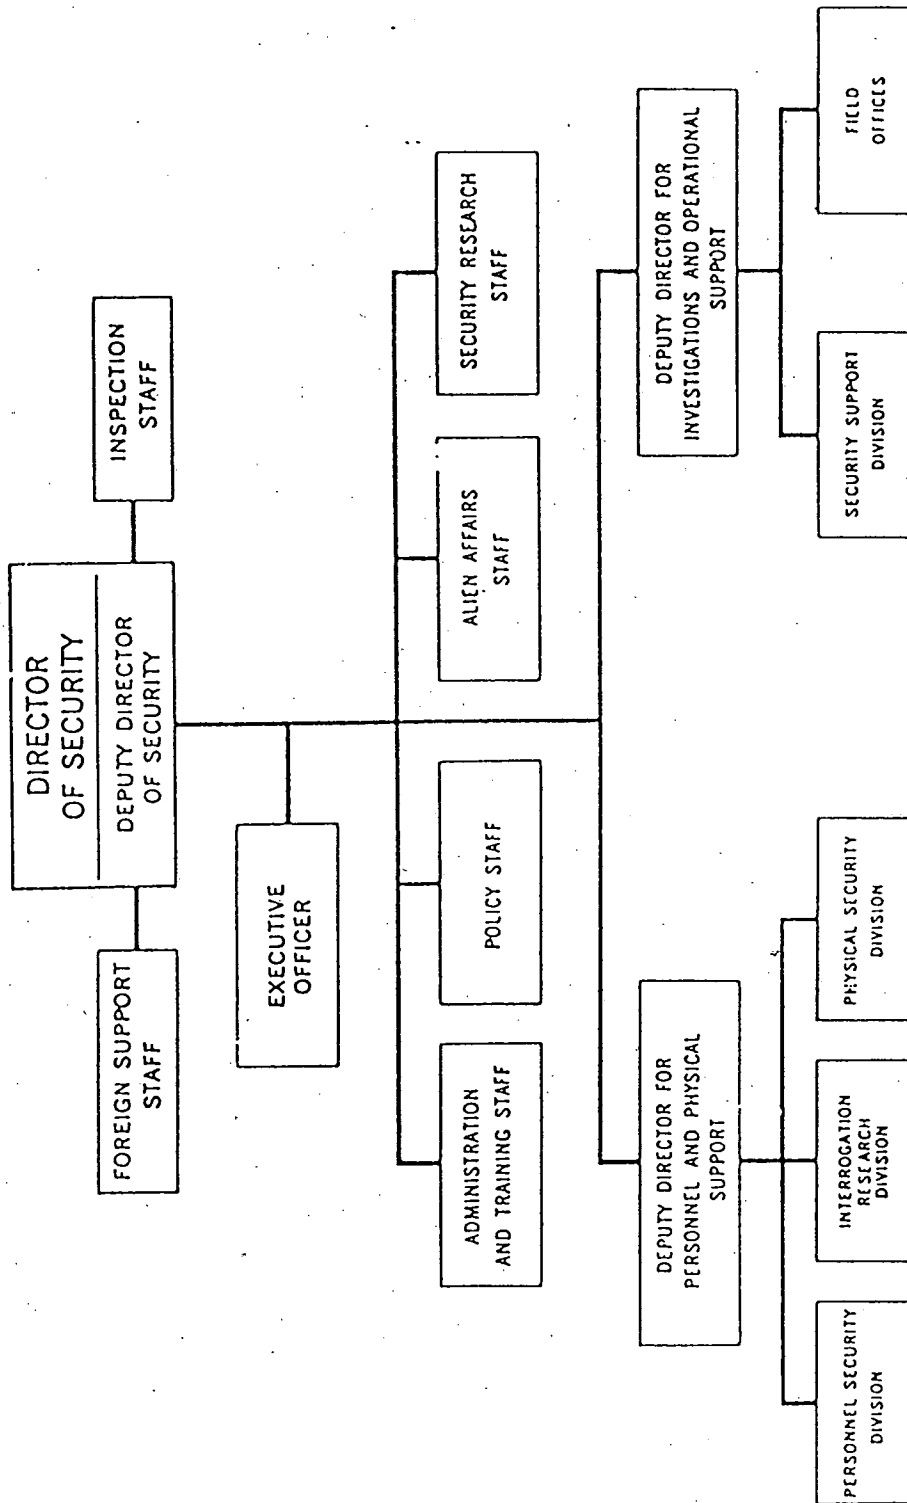 DIRECTOR
OF SECURITY
DEPUTY DIRECTOR
OF SECURITY
FOREIGN SUPPORT
STAFF
INSPECTION
STAFF
EXECUTIVE
OFFICER
ADMINISTRATION
AND TRAINING STAFF
POLICY STAFF
ALIEN AFFAIRS
STAFF
SECURITY RESEARCH
STAFF
DEPUTY DIRECTOR FOR
PERSONNEL AND PHYSICAL
SUPPORT
DEPUTY DIRECTOR FOR
INVESTIGATIONS AND OPERATIONAL
SUPPORT
PERSONNEL SECURITY
DIVISION
INTERROGATION
RESEARCH
DIVISION
PHYSICAL SECURITY
DIVISION
SECURITY SUPPORT
DIVISION
FIELD
OFFICES